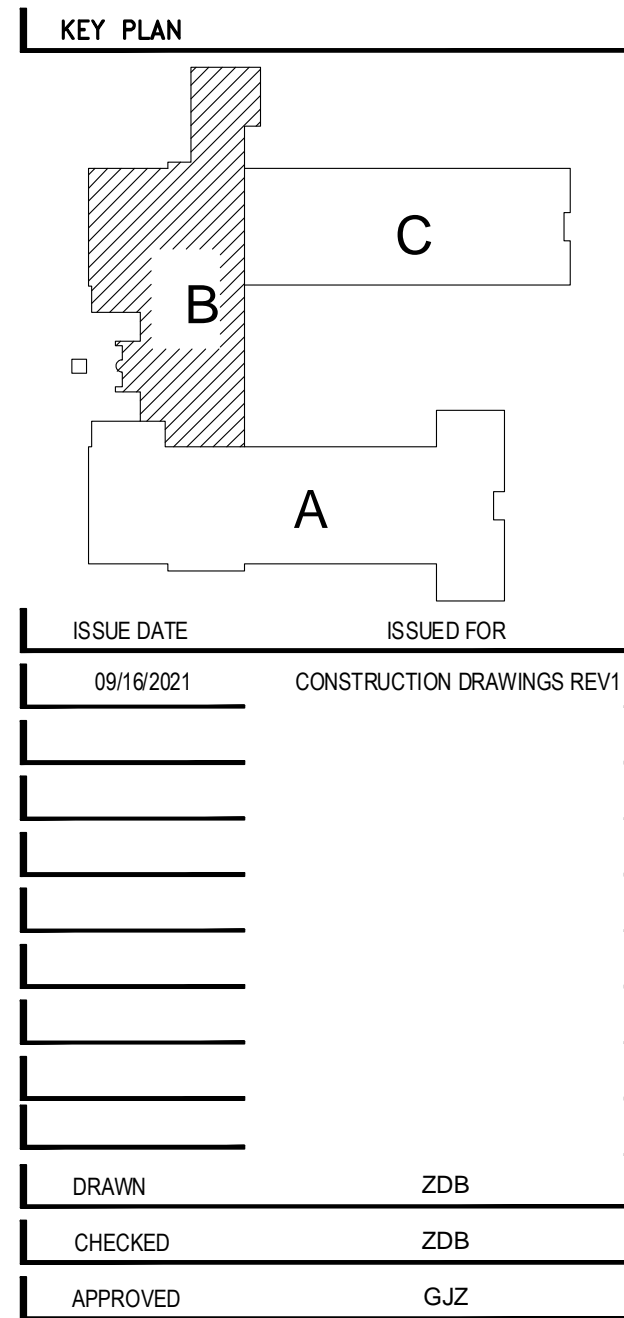 KEY PLAN
C
B
A
ISSUE DATE ISSUED FOR
09/16/2021 CONSTRUCTION DRAWINGS REV1
DRAWN ZDB
CHECKED ZDB
APPROVED GJZ